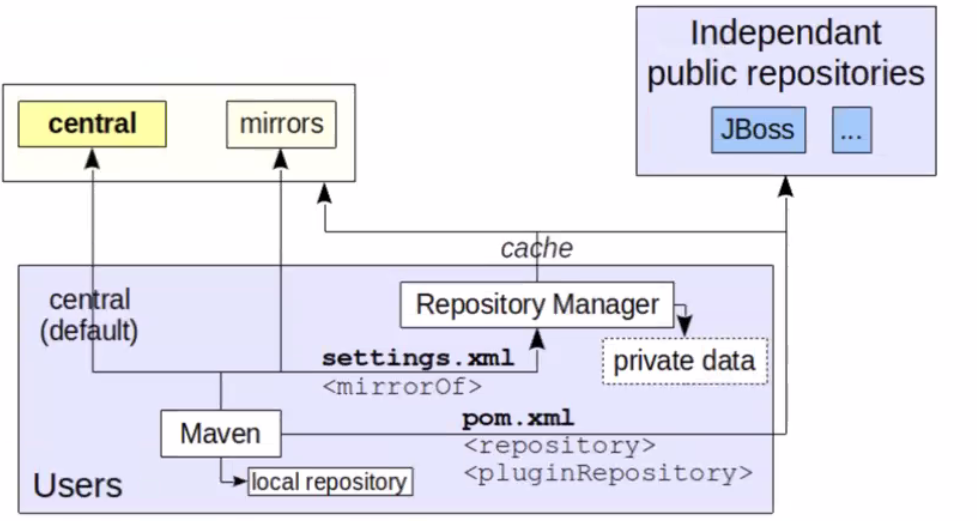 Independant
public repositories
central
mirrors
JBoss
...
cache
central
(default)
Repository Manager
settings.xml
<mirrorOf>
private data
pom.xml
Maven
<repository>
<pluginRepository>
local repository
Users